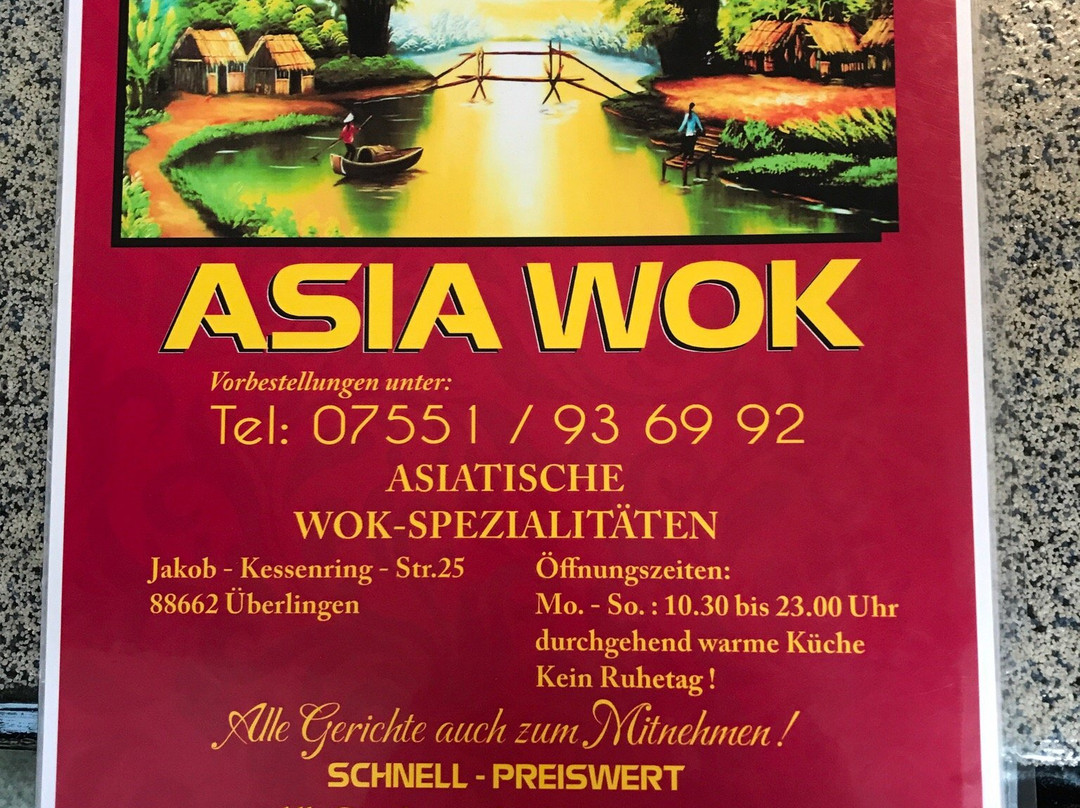 ASIA WOK
Vorbestellungen unter:
Tel: 07551 / 93 69 92
ASIATISCHE
WOK-SPEZIALITÄTEN
Jakob - Kessenring - Str.25
88662 Überlingen
Öffnungszeiten:
Mo. - So. : 10.30 bis 23.00 Uhr
durchgehend warme Küche
Kein Ruhetag !
Alle Gerichte auch zum Mitnehmen !
SCHNELL - PREISWERT